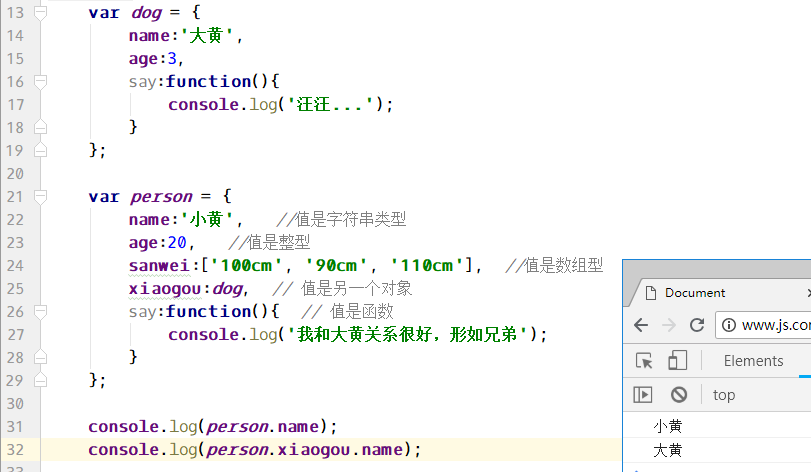 13 var dog = {
14 name:'大黄',
15 age:3,
16 say:function(){
17 console.log('汪汪...');
18 }
19 };
20
21 var person = {
22 name:'小黄', //值是字符串类型
23 age:20, //值是整型
24 sanwei:['100cm', '90cm', '110cm'], //值是数组型
25 xiaogou:dog, // 值是另一个对象
26 say:function(){ // 值是函数
27 console.log('我和大黄关系很好，形如兄弟');
28 }
29 };
30
31 console.log(person.name);
32 console.log(person.xiaogou.name);
Document
www.js.co
Elements
top
小黄
大黄